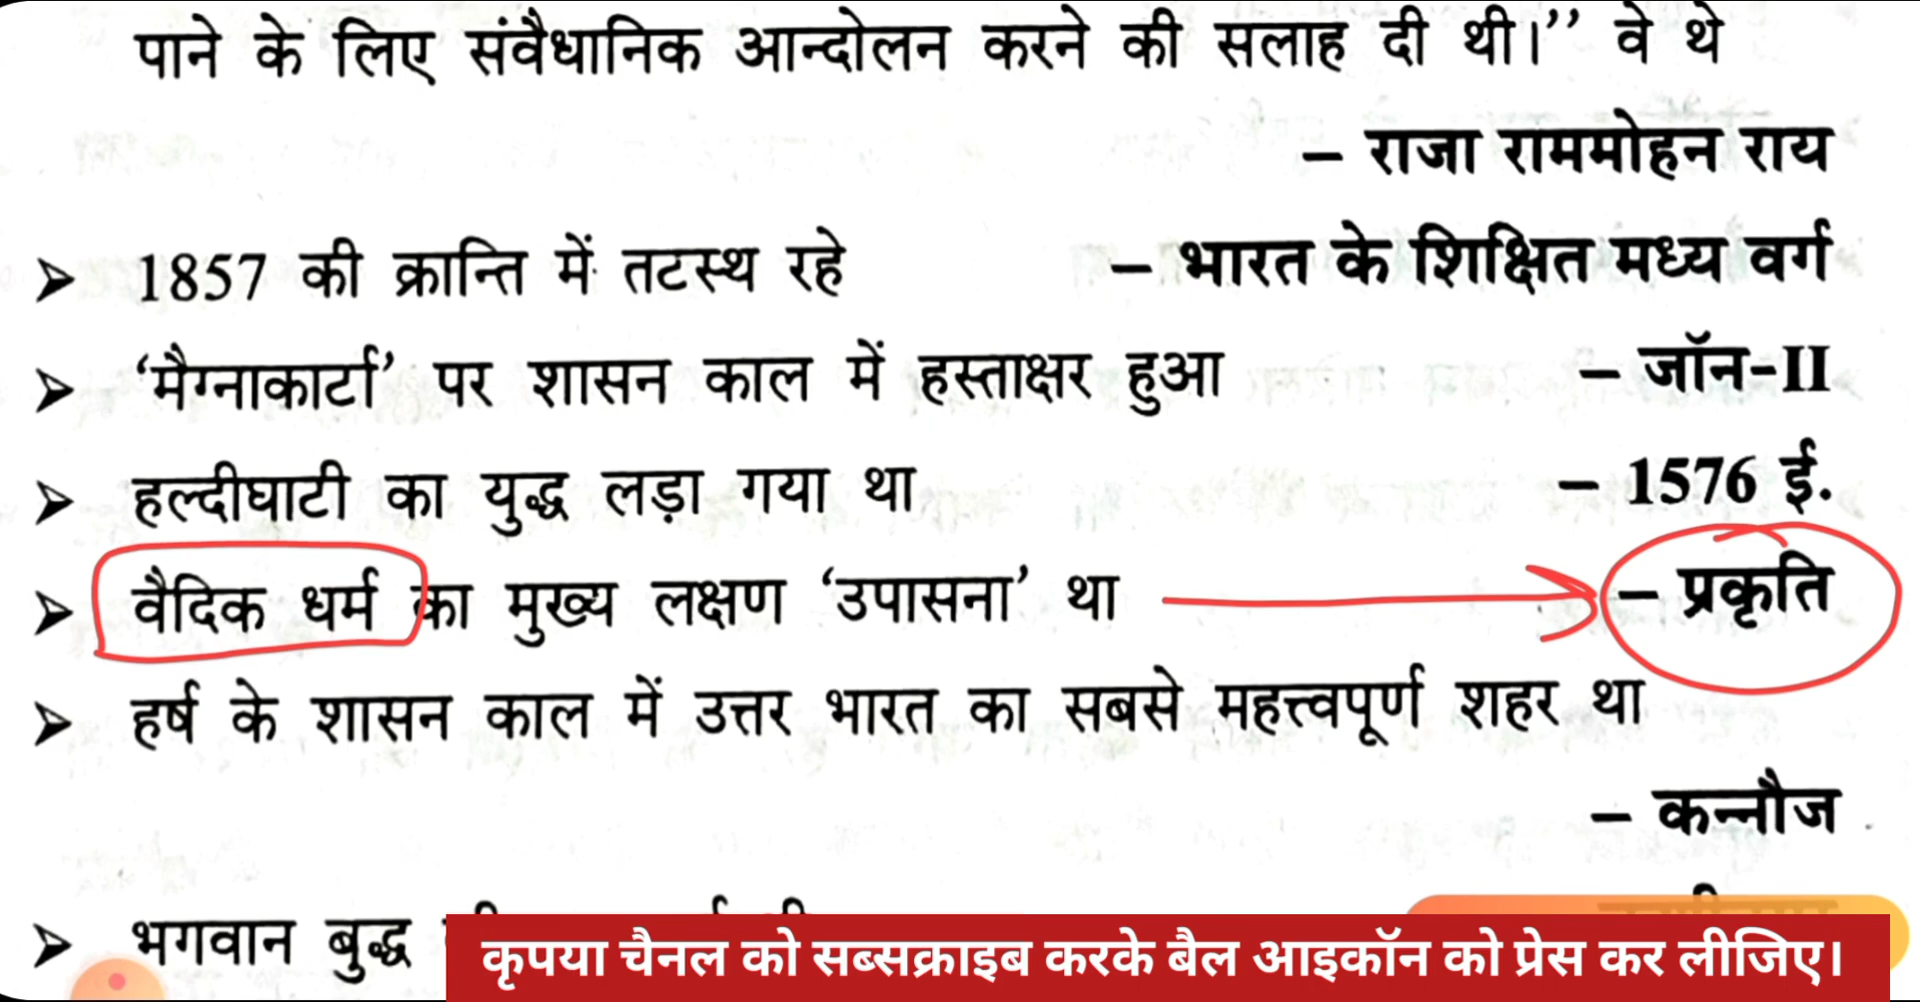 पाने के लिए संवैधानिक आन्दोलन करने की सलाह दी थी।’’ वे थे
– राजा राममोहन राय
➤ 1857 की क्रान्ति में तटस्थ रहे – भारत के शिक्षित मध्य वर्ग
➤ ‘मैग्नाकार्टा’ पर शासन काल में हस्ताक्षर हुआ – जॉन-II
➤ हल्दीघाटी का युद्ध लड़ा गया था – 1576 ई.
➤ वैदिक धर्म का मुख्य लक्षण ‘उपासना’ था – प्रकृति
➤ हर्ष के शासन काल में उत्तर भारत का सबसे महत्त्वपूर्ण शहर था
– कन्नौज
➤ भगवान बुद्ध
कृपया चैनल को सब्सक्राइब करके बैल आइकॉन को प्रेस कर लीजिए।